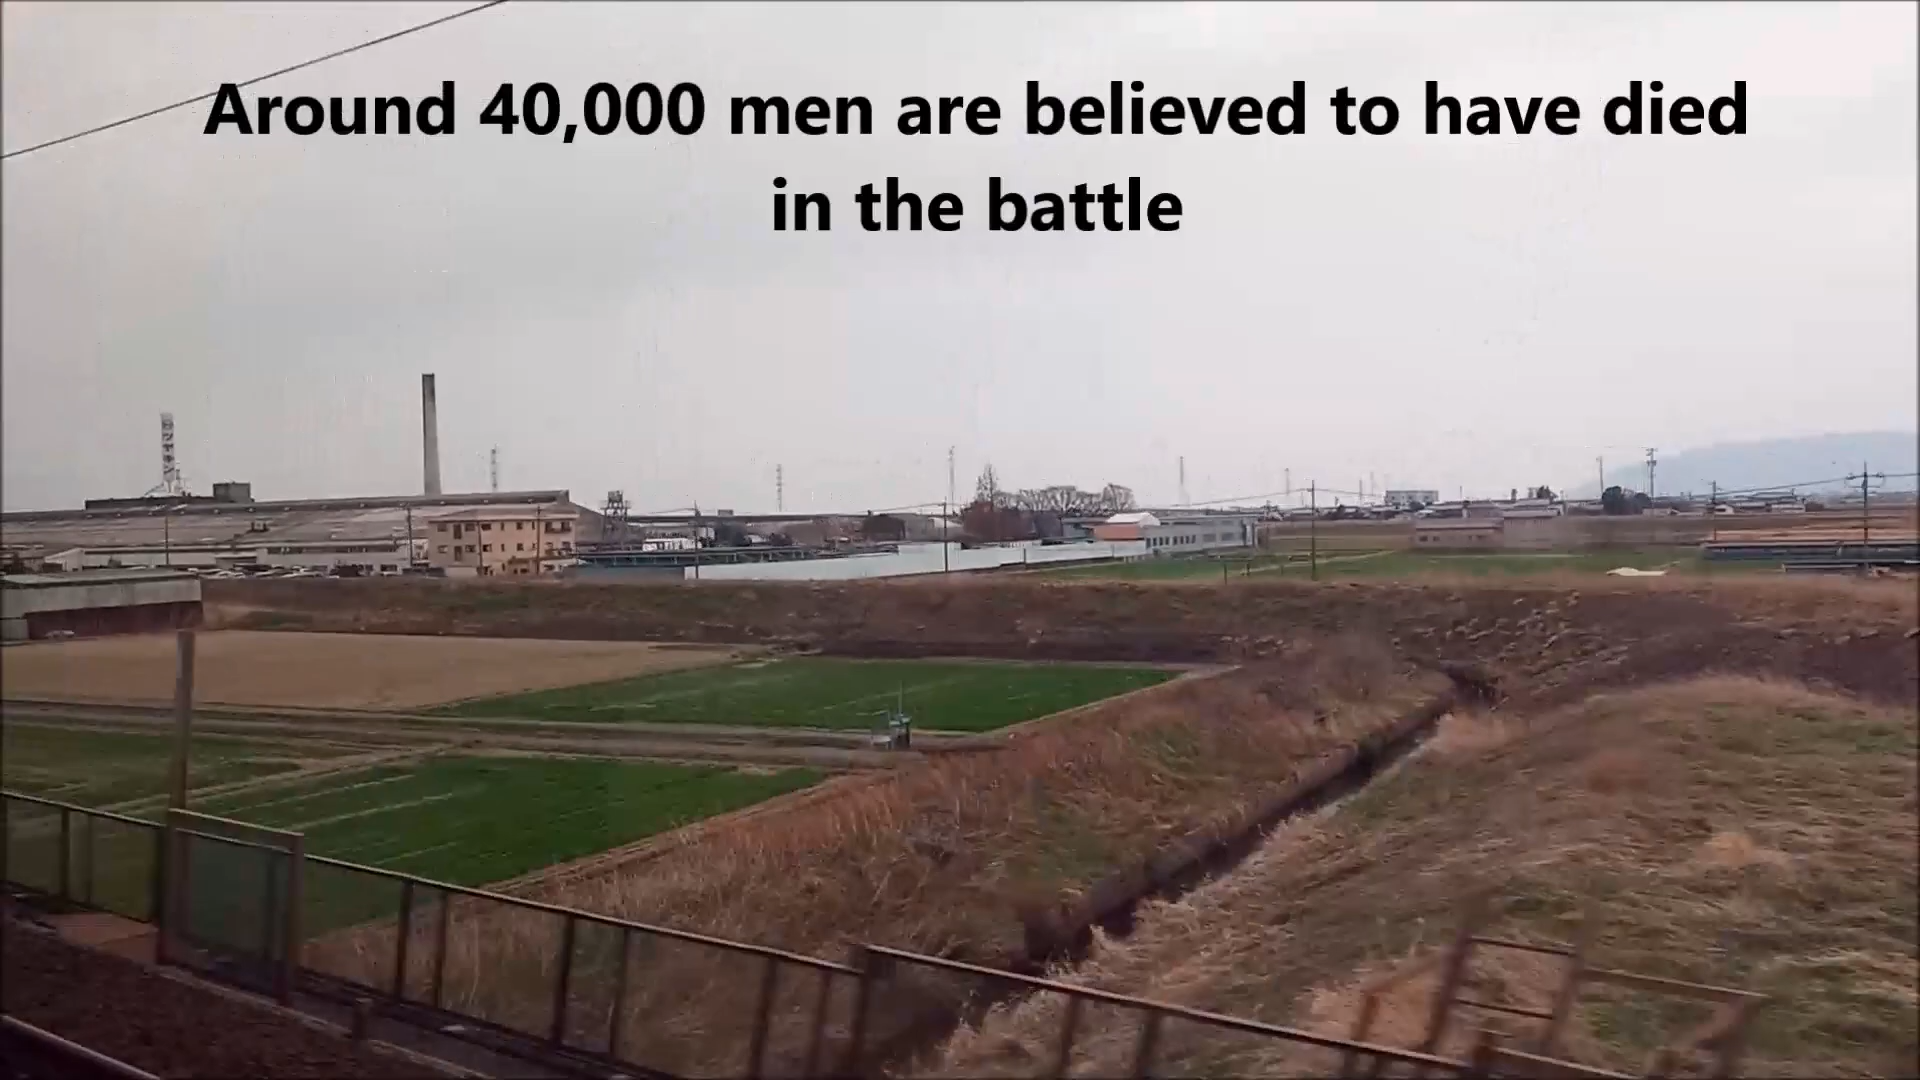 Around 40,000 men are believed to have died
in the battle